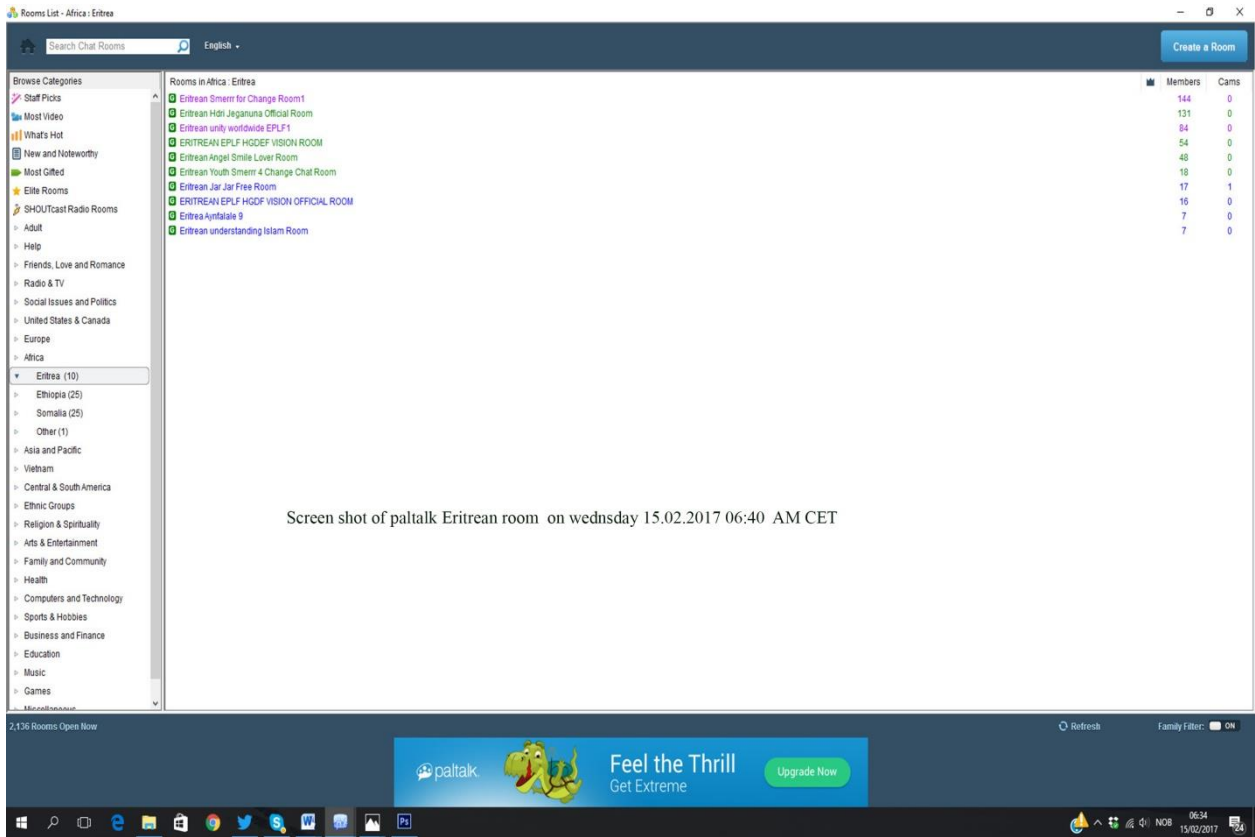 Rooms List - Africa : Eritrea
Search Chat Rooms
English
Create a Room
Browse Categories
Staff Picks
Most Video
What's Hot
New and Noteworthy
Most Gifted
Elite Rooms
SHOUTcast Radio Rooms
Adult
Help
Friends, Love and Romance
Radio & TV
Social Issues and Politics
United States & Canada
Europe
Africa
Eritrea (10)
Ethiopia (25)
Somalia (25)
Other (1)
Asia and Pacific
Vietnam
Central & South America
Ethnic Groups
Religion & Spirituality
Arts & Entertainment
Family and Community
Health
Computers and Technology
Sports & Hobbies
Business and Finance
Education
Music
Games
Miscellaneous
Rooms in Africa : Eritrea Members Cams
G Eritrean Smerrr for Change Room1 144 0
G Eritrean Hdri Jeganuna Official Room 131 0
G Eritrean unity worldwide EPLF1 84 0
G ERITREAN EPLF HGDEF VISION ROOM 54 0
G Eritrean Angel Smile Lover Room 48 0
G Eritrean Youth Smerrr 4 Change Chat Room 18 0
G Eritrean Jar Jar Free Room 17 1
G ERITREAN EPLF HGDF VISION OFFICIAL ROOM 16 0
G Eritrea Aynfalale 9 7 0
G Eritrean understanding Islam Room 7 0
Screen shot of paltalk Eritrean room on wednsday 15.02.2017 06:40 AM CET
2,136 Rooms Open Now
Refresh
Family Filter: ON
paltalk
Feel the Thrill
Get Extreme
Upgrade Now
NOB
06:34
15/02/2017
24